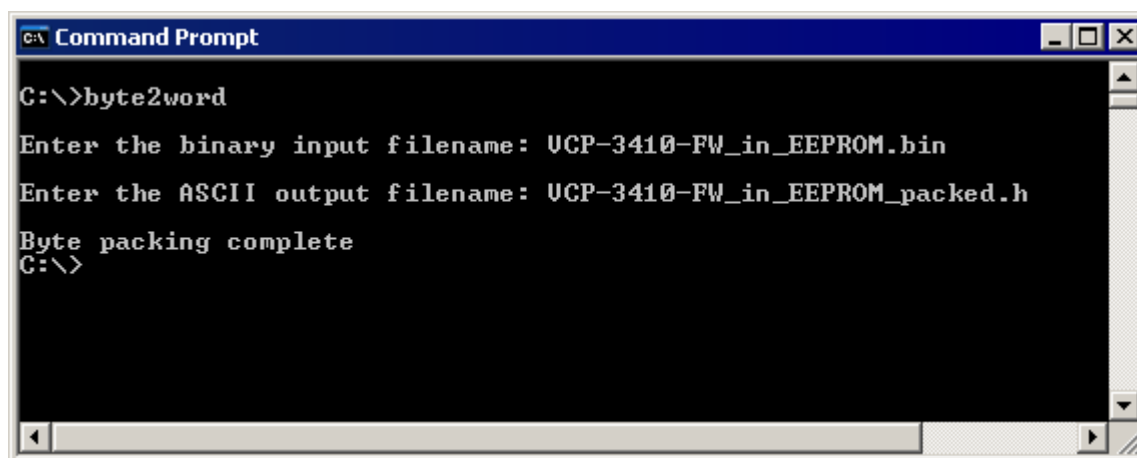 Command Prompt
C:\>byte2word
Enter the binary input filename: VCP-3410-FW_in_EEPROM.bin
Enter the ASCII output filename: VCP-3410-FW_in_EEPROM_packed.h
Byte packing complete
C:\>